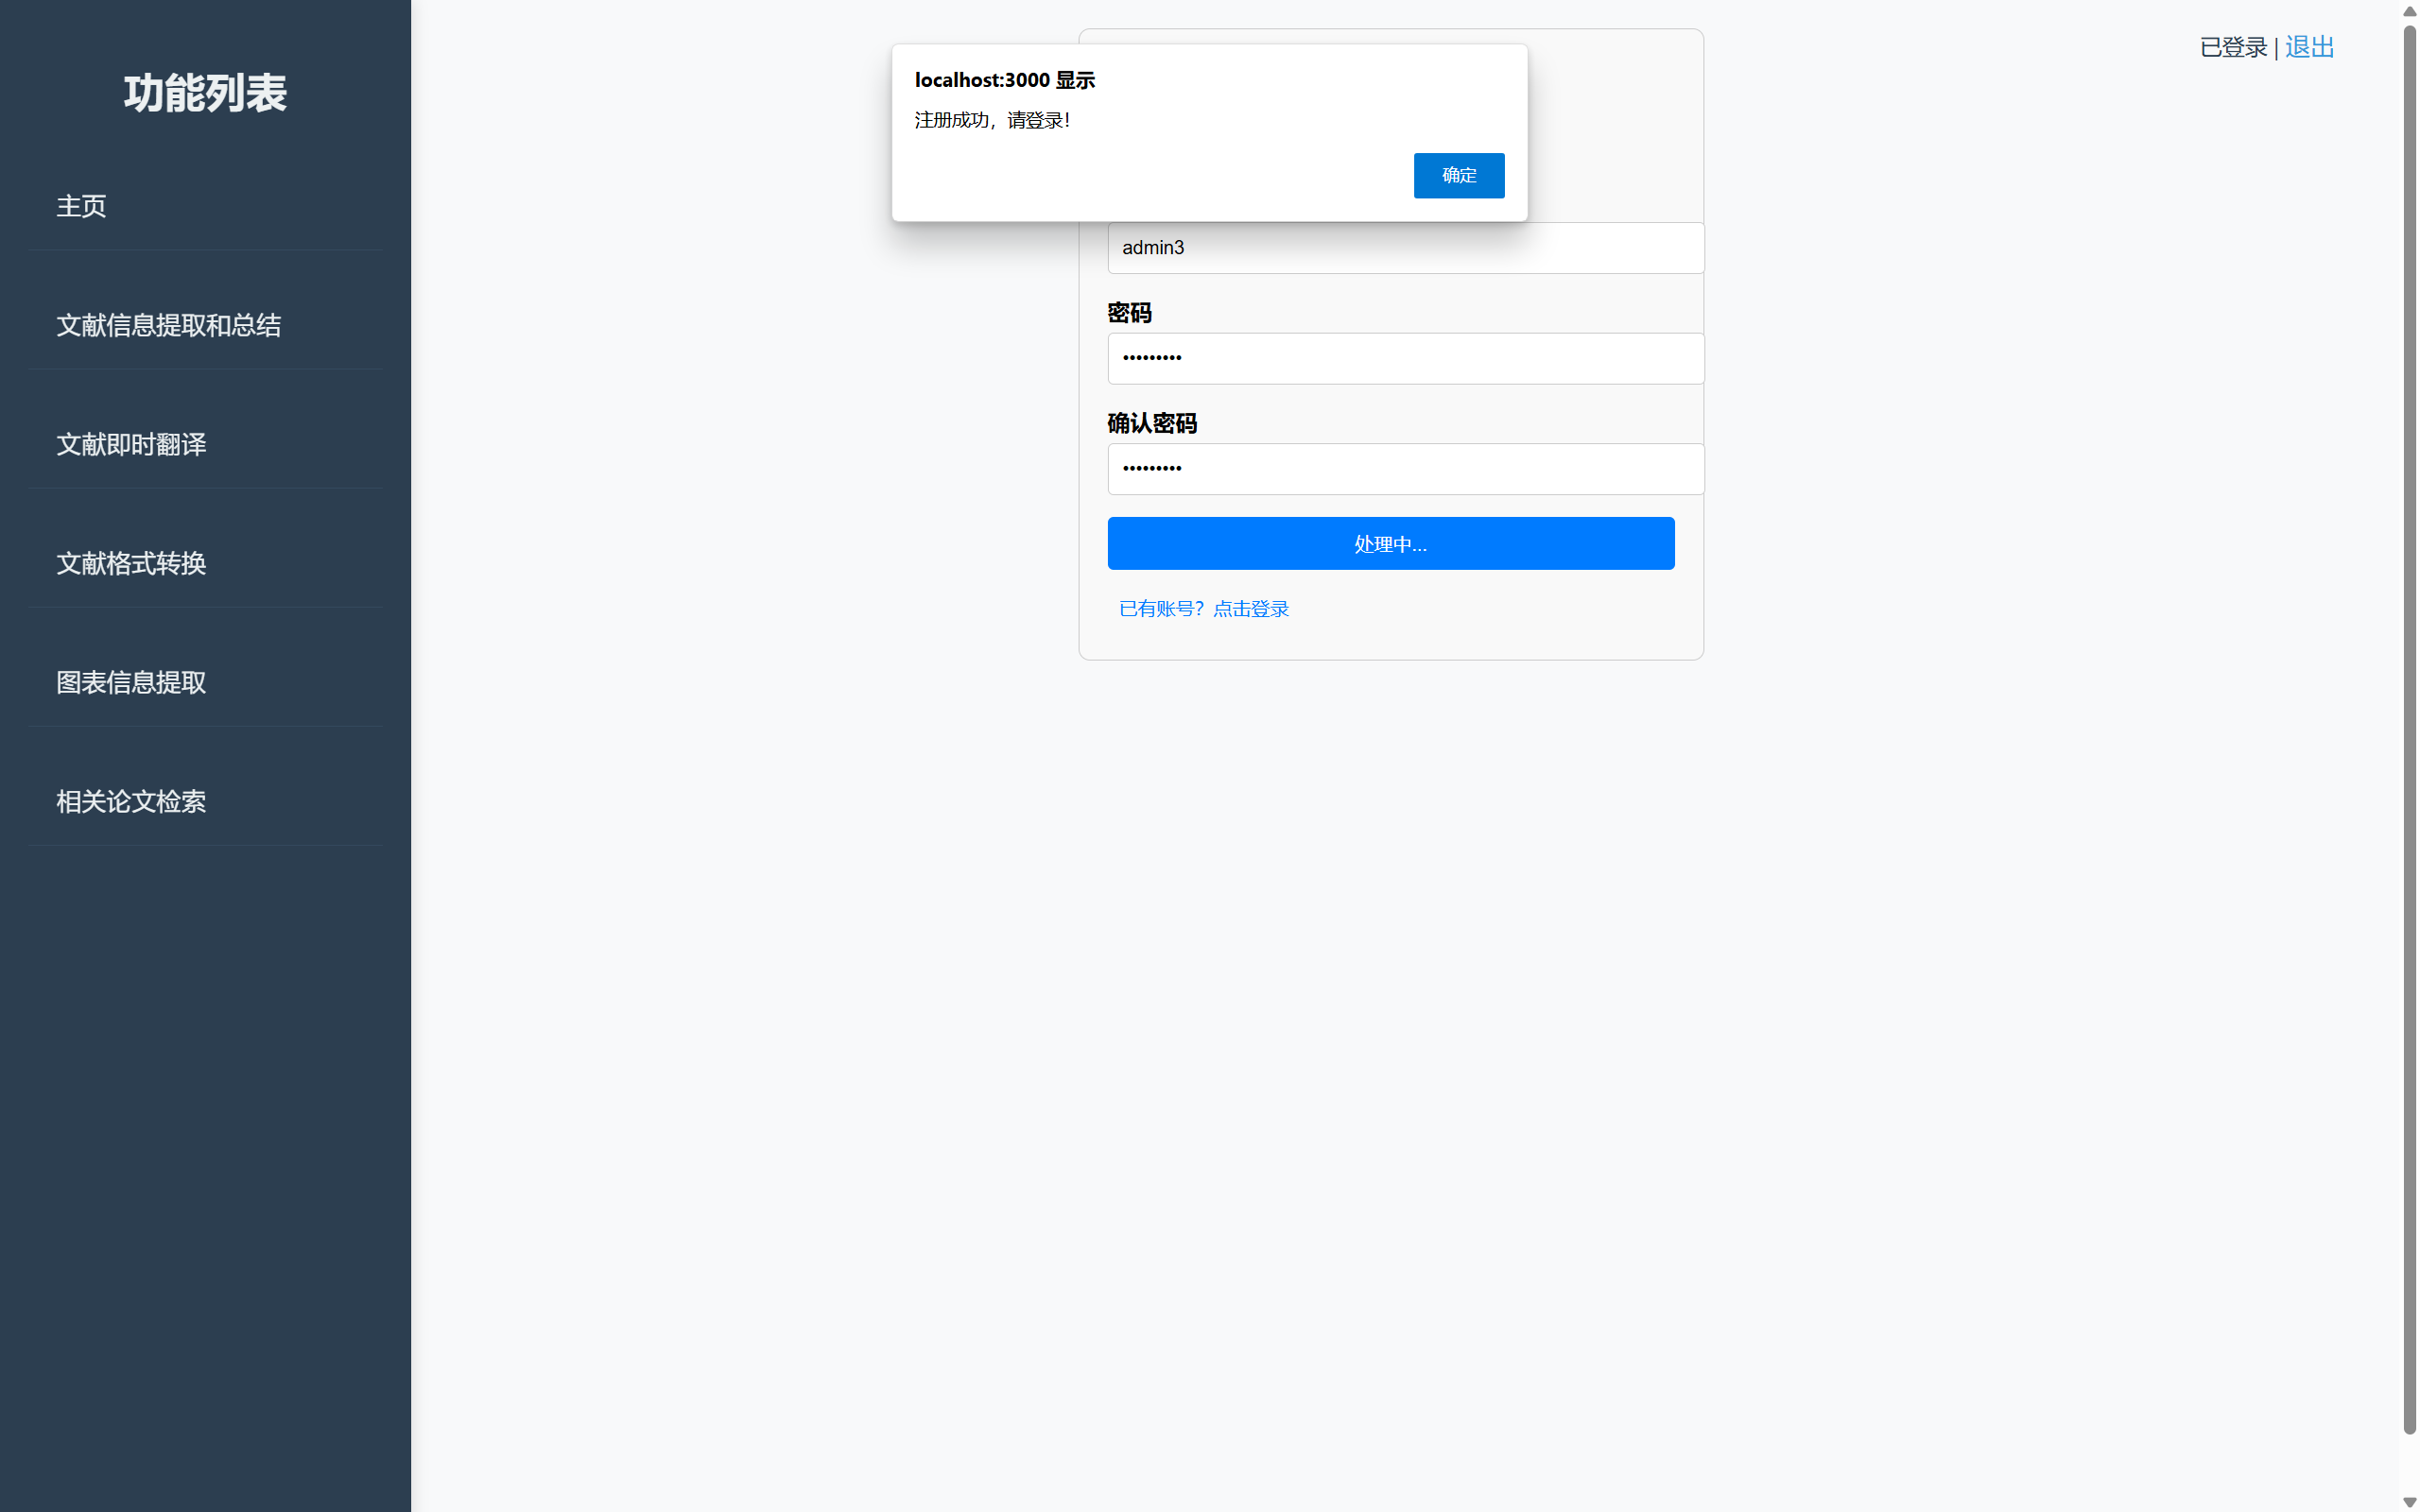 功能列表
主页
文献信息提取和总结
文献即时翻译
文献格式转换
图表信息提取
相关论文检索
已登录 | 退出
localhost:3000 显示
注册成功，请登录！
确定
admin3
密码
•••••••••
确认密码
•••••••••
处理中...
已有账号？点击登录